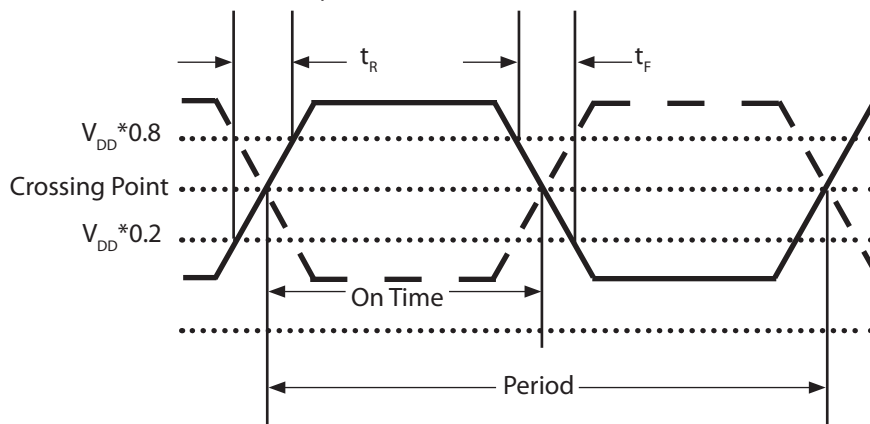 t_R
t_F
V_DD*0.8
Crossing Point
V_DD*0.2
On Time
Period